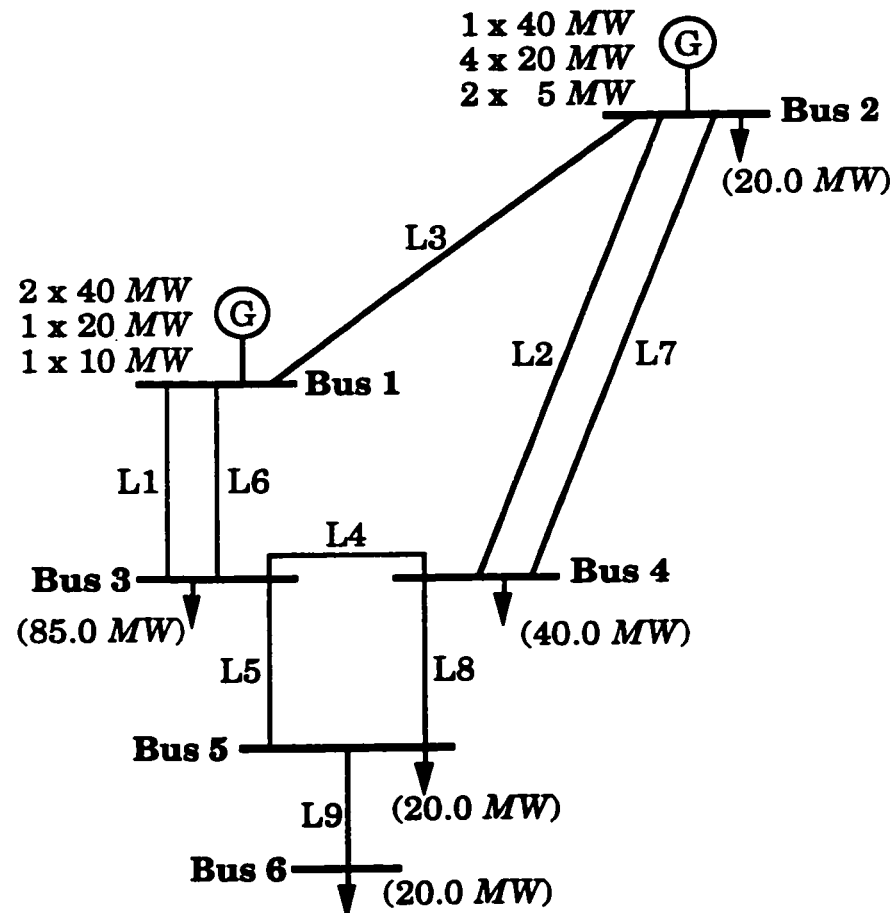 1 x 40 MW
4 x 20 MW
2 x 5 MW
G
Bus 2
(20.0 MW)
L3
2 x 40 MW
1 x 20 MW
1 x 10 MW
G
L2
L7
Bus 1
L1
L6
L4
Bus 3
Bus 4
(85.0 MW)
(40.0 MW)
L5
L8
Bus 5
(20.0 MW)
L9
Bus 6
(20.0 MW)